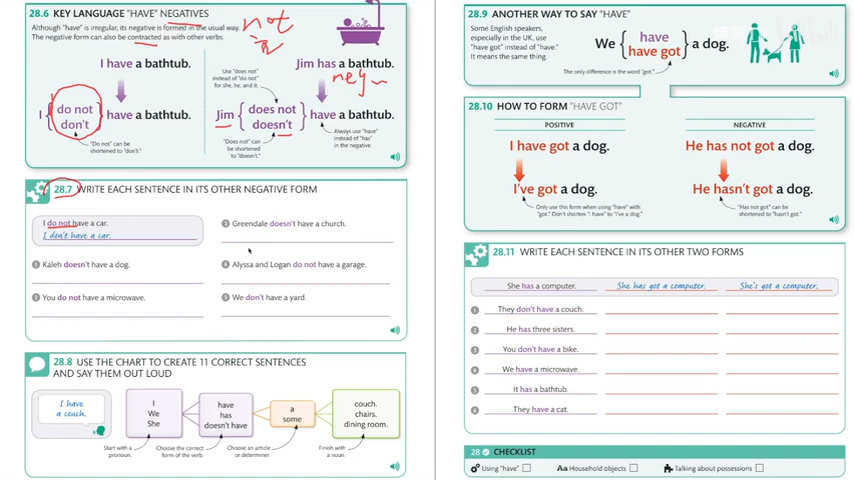 28.6 KEY LANGUAGE "HAVE" NEGATIVES
Although "have" is irregular, its negative is formed in the usual way.
The negative form can also be contracted as with other verbs.
not
I have a bathtub.
I { do not
don't } have a bathtub.
"Do not" can be
shortened to "don't."
Use "does not"
instead of "do not"
for she, he, and it.
Jim has a bathtub.
neg
Jim { does not
doesn't } have a bathtub.
"Does not" can
be shortened
to "doesn't."
Always use "have"
instead of "has"
in the negative.
28.7 WRITE EACH SENTENCE IN ITS OTHER NEGATIVE FORM
I do not have a car.
I don't have a car.
1 Kaleh doesn't have a dog.
2 You do not have a microwave.
3 Greendale doesn't have a church.
4 Alyssa and Logan do not have a garage.
5 We don't have a yard.
28.8 USE THE CHART TO CREATE 11 CORRECT SENTENCES
AND SAY THEM OUT LOUD
I have
a couch.
I
We
She
have
has
doesn't have
a
some
couch.
chairs.
dining room.
Start with a
pronoun.
Choose the correct
form of the verb.
Choose an article
or determiner.
Finish with
a noun.
28.9 ANOTHER WAY TO SAY "HAVE"
Some English speakers,
especially in the UK, use
"have got" instead of "have."
It means the same thing.
We { have
have got } a dog.
The only difference is the word "got."
28.10 HOW TO FORM "HAVE GOT"
POSITIVE
I have got a dog.
I've got a dog.
Only use this form when using "have" with
"got." Don't shorten "I have" to "I've a dog."
NEGATIVE
He has not got a dog.
He hasn't got a dog.
"Has not got" can be
shortened to "hasn't got."
28.11 WRITE EACH SENTENCE IN ITS OTHER TWO FORMS
She has a computer. She has got a computer. She's got a computer.
1 They don't have a couch.
2 He has three sisters.
3 You don't have a bike.
4 We have a microwave.
5 It has a bathtub.
6 They have a cat.
28 CHECKLIST
Using "have" Aa Household objects Talking about possessions